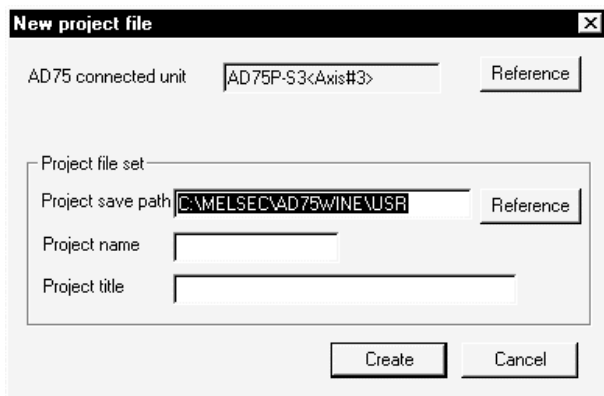 New project file
AD75 connected unit AD75P-S3<Axis#3> Reference
Project file set
Project save path C:\MELSEC\AD75WINE\USR Reference
Project name
Project title
Create Cancel